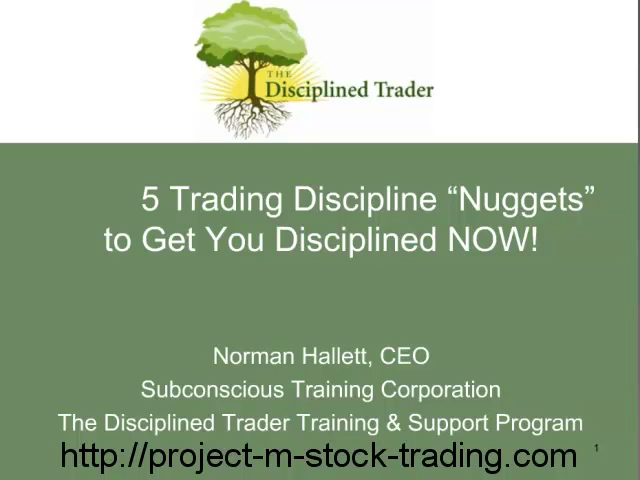 THE
Disciplined Trader
5 Trading Discipline “Nuggets”
to Get You Disciplined NOW!
Norman Hallett, CEO
Subconscious Training Corporation
The Disciplined Trader Training & Support Program
http://project-m-stock-trading.com
1